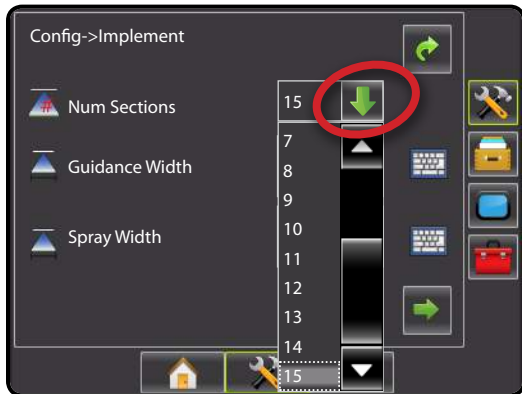 Config->Implement
Num Sections 15
7
Guidance Width
8
9
10
Spray Width
11
12
13
14
15